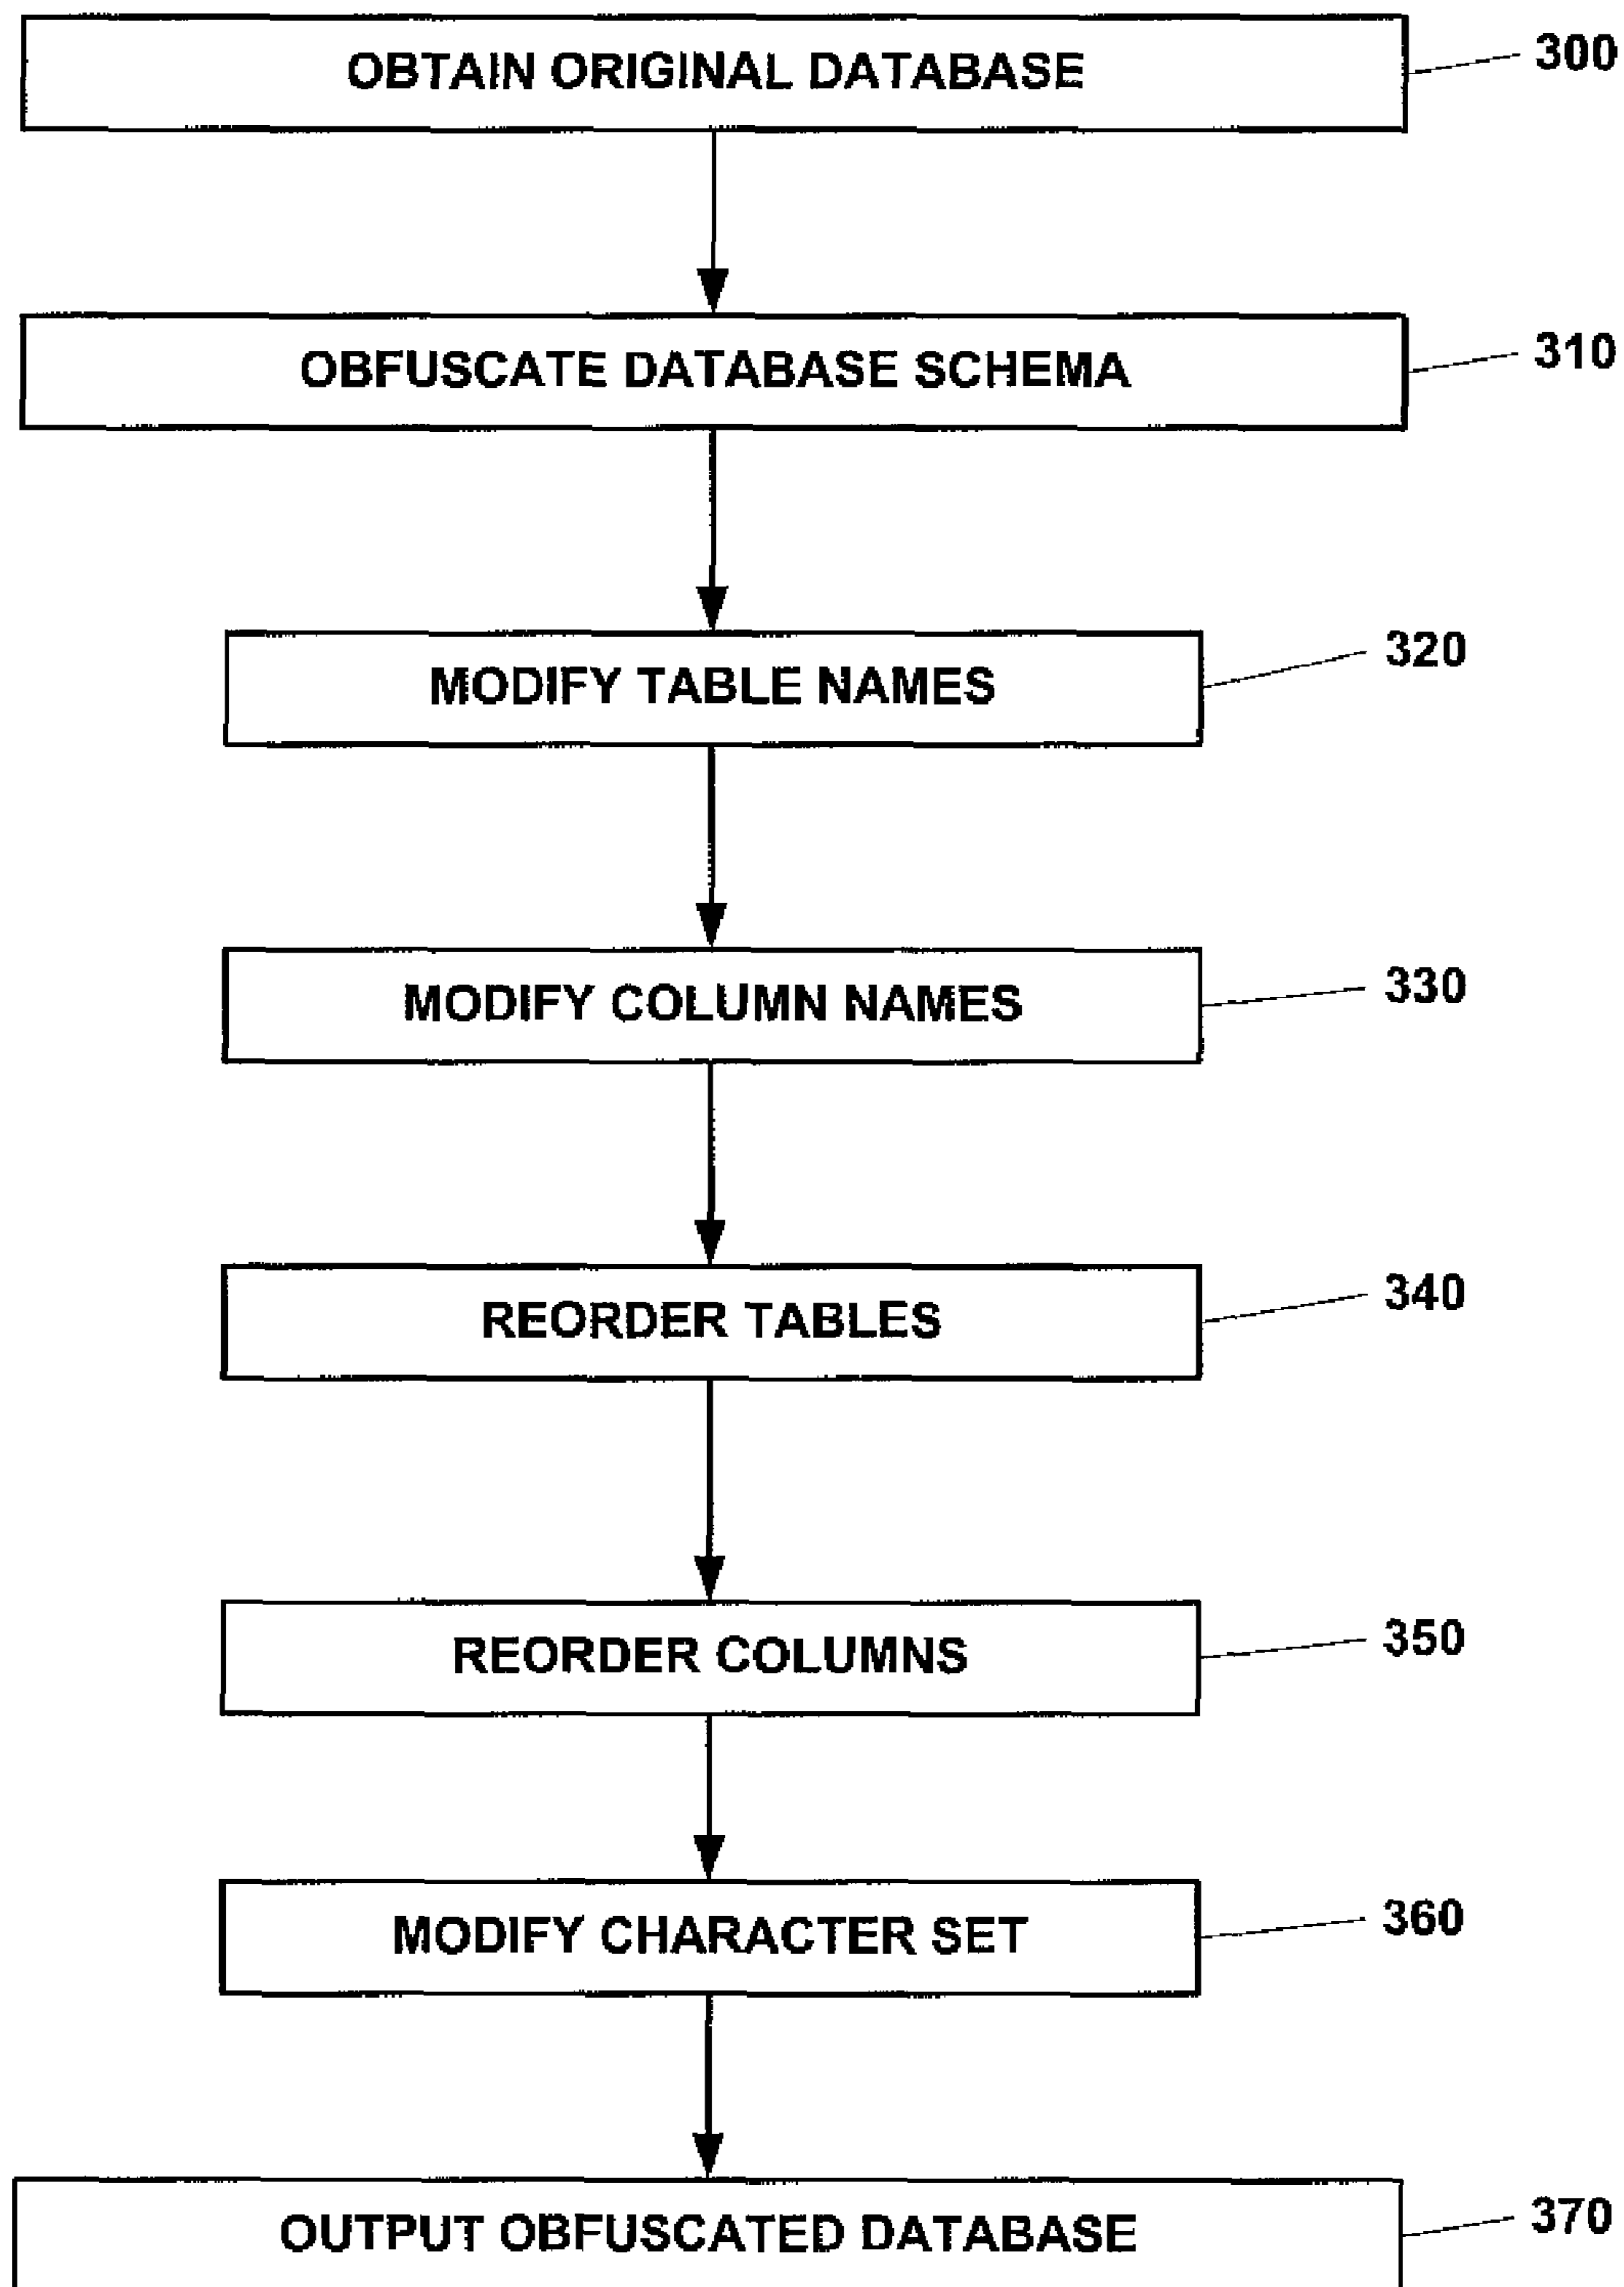 OBTAIN ORIGINAL DATABASE 300
OBFUSCATE DATABASE SCHEMA 310
MODIFY TABLE NAMES 320
MODIFY COLUMN NAMES 330
REORDER TABLES 340
REORDER COLUMNS 350
MODIFY CHARACTER SET 360
OUTPUT OBFUSCATED DATABASE 370